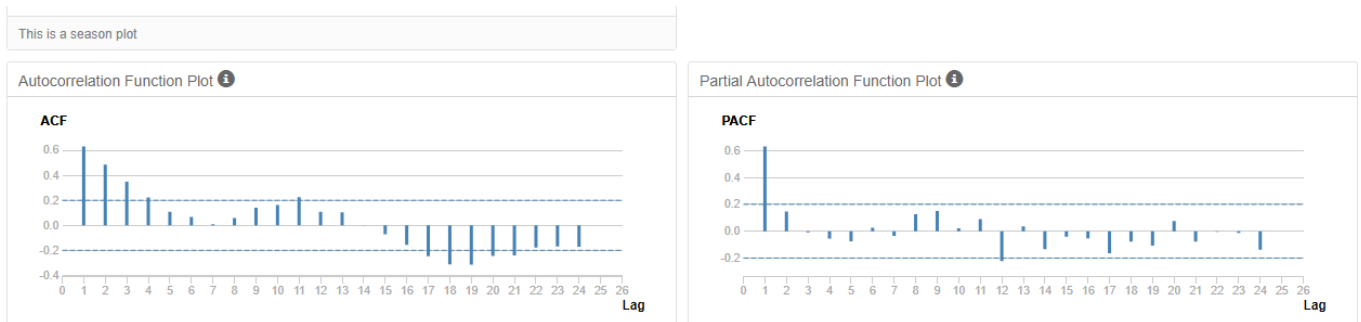 This is a season plot
Autocorrelation Function Plot
Partial Autocorrelation Function Plot
ACF
0.6
0.4
0.2
0.0
-0.2
-0.4
0 1 2 3 4 5 6 7 8 9 10 11 12 13 14 15 16 17 18 19 20 21 22 23 24 25 26
Lag
PACF
0.6
0.4
0.2
0.0
-0.2
0 1 2 3 4 5 6 7 8 9 10 11 12 13 14 15 16 17 18 19 20 21 22 23 24 25 26
Lag